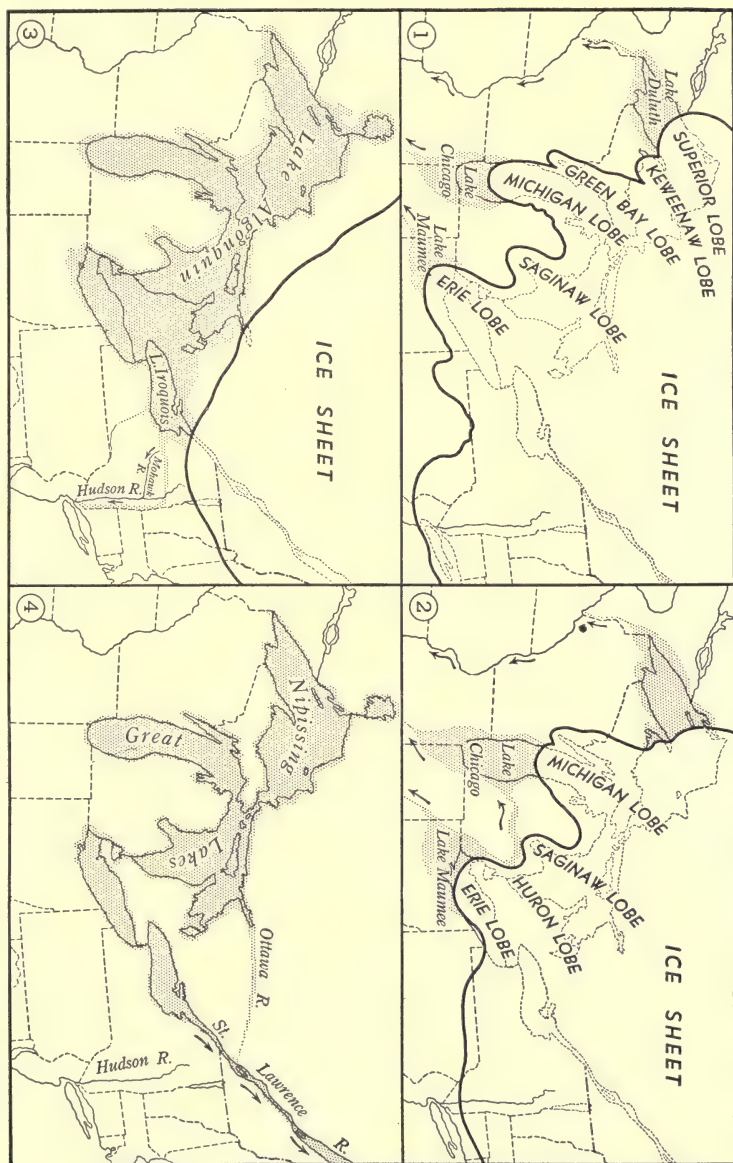 1
ICE SHEET
SUPERIOR LOBE
KEWEENAW LOBE
GREEN BAY LOBE
MICHIGAN LOBE
SAGINAW LOBE
ERIE LOBE
Lake
Duluth
Lake
Chicago
Lake
Maumee
2
ICE SHEET
MICHIGAN LOBE
SAGINAW LOBE
HURON LOBE
ERIE LOBE
Lake
Chicago
Lake Maumee
3
ICE SHEET
Lake
Algonquin
L. Iroquois
Mohawk
R.
Hudson R.
4
Nipissing
Great
Lakes
Ottawa R.
St. Lawrence R.
Hudson R.